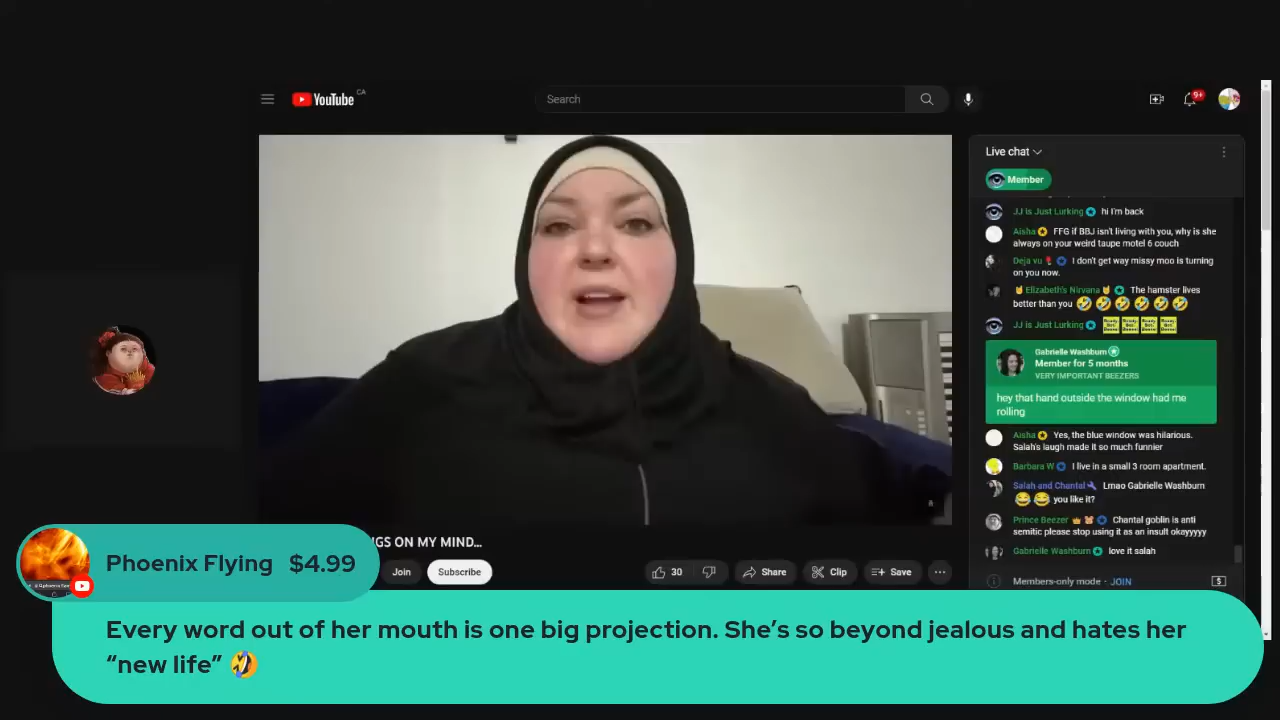 YouTube CA
Search
9+
Live chat
Member
JJ is Just Lurking hi I'm back
Aisha FFG if BBJ isn't living with you, why is she
always on your weird taupe motel 6 couch
Deja vu I don't get way missy moo is turning
on you now.
Elizabeth's Nirvana The hamster lives
better than you
JJ is Just Lurking
Gabrielle Washburn
Member for 5 months
VERY IMPORTANT BEEZERS
hey that hand outside the window had me
rolling
Aisha Yes, the blue window was hilarious.
Salah's laugh made it so much funnier
Barbara W I live in a small 3 room apartment.
Salah and Chantal Lmao Gabrielle Washburn
you like it?
Prince Beezer Chantal goblin is anti
semitic please stop using it as an insult okayyyyy
Gabrielle Washburn love it salah
Members-only mode - JOIN
NGS ON MY MIND...
Join
Subscribe
30
Share
Clip
Save
Phoenix Flying $4.99
Every word out of her mouth is one big projection. She's so beyond jealous and hates her
“new life”